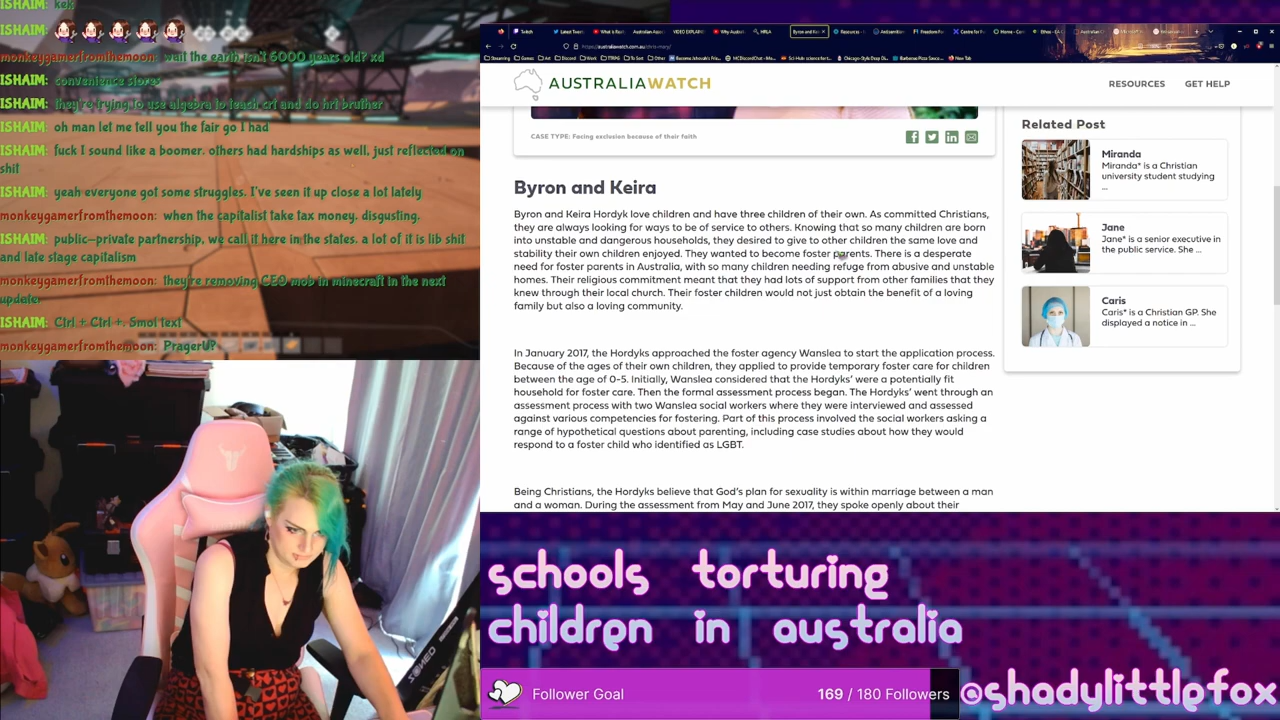 ISHAIM: kek
ISHAIM:
monkeygamerfromthemoon: wait the earth isn't 6000 years old? xd
ISHAIM: convenience stores
monkeygamerfromthemoon: they're trying to use algebra to teach crt and do hrt bruther
ISHAIM: oh man let me tell you the fair go I had
ISHAIM: fuck I sound like a boomer. others had hardships as well, just reflected on
shit
ISHAIM: yeah everyone got some struggles. I've seen it up close a lot lately
monkeygamerfromthemoon: when the capitalist take tax money. disgusting.
ISHAIM: public-private partnership, we call it here in the states. a lot of it is lib shit
and late stage capitalism
monkeygamerfromthemoon: they're removing CEO mob in minecraft in the next
update.
ISHAIM: Ctrl + Ctrl +. Smol text
monkeygamerfromthemoon: PragerU?
Twitch
Byron and Kei
Streaming
Games
Art
Work
To Sort
Other
New Tab
AUSTRALIAWATCH
RESOURCES
GET HELP
CASE TYPE: Facing exclusion because of their faith
Byron and Keira
Byron and Keira Hordyk love children and have three children of their own. As committed Christians,
they are always looking for ways to be of service to others. Knowing that so many children are born
into unstable and dangerous households, they desired to give to other children the same love and
stability their own children enjoyed. They wanted to become foster parents. There is a desperate
need for foster parents in Australia, with so many children needing refuge from abusive and unstable
homes. Their religious commitment meant that they had lots of support from other families that they
knew through their local church. Their foster children would not just obtain the benefit of a loving
family but also a loving community.
In January 2017, the Hordyks approached the foster agency Wanslea to start the application process.
Because of the ages of their own children, they applied to provide temporary foster care for children
between the age of 0-5. Initially, Wanslea considered that the Hordyks' were a potentially fit
household for foster care. Then the formal assessment process began. The Hordyks' went through an
assessment process with two Wanslea social workers where they were interviewed and assessed
against various competencies for fostering. Part of this process involved the social workers asking a
range of hypothetical questions about parenting, including case studies about how they would
respond to a foster child who identified as LGBT.
Being Christians, the Hordyks believe that God's plan for sexuality is within marriage between a man
and a woman. During the assessment from May and June 2017, they spoke openly about their
Related Post
Miranda
Miranda* is a Christian
university student studying
...
Jane
Jane* is a senior executive in
the public service. She ...
Caris
Caris* is a Christian GP. She
displayed a notice in ...
schools torturing
children in australia
Follower Goal
169 / 180 Followers
@shadylittlefox